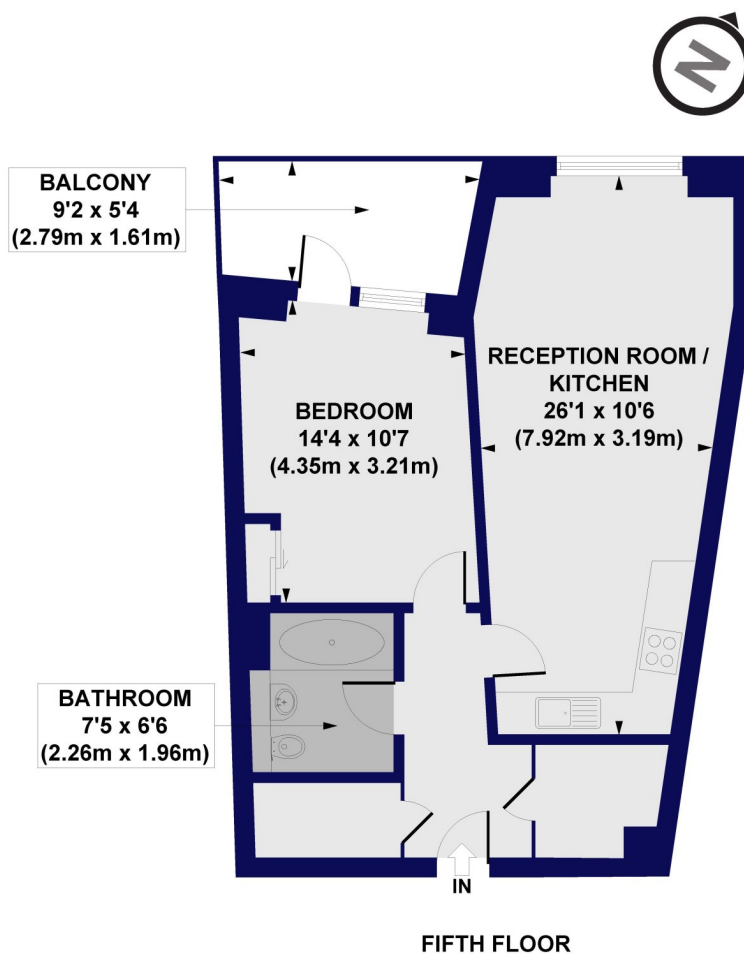 N
BALCONY
9'2 x 5'4
(2.79m x 1.61m)
RECEPTION ROOM /
KITCHEN
26'1 x 10'6
(7.92m x 3.19m)
BEDROOM
14'4 x 10'7
(4.35m x 3.21m)
BATHROOM
7'5 x 6'6
(2.26m x 1.96m)
IN
FIFTH FLOOR